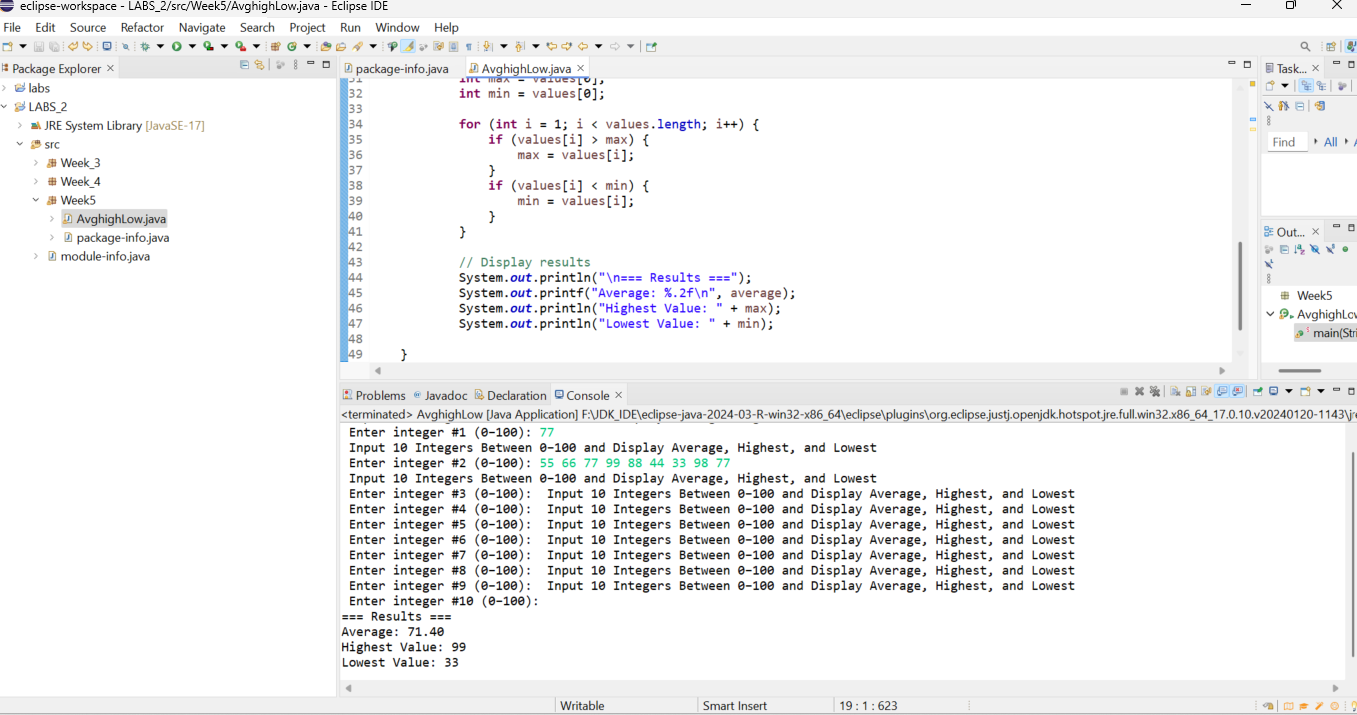 eclipse-workspace - LABS_2/src/Week5/AvghighLow.java - Eclipse IDE
File Edit Source Refactor Navigate Search Project Run Window Help
Package Explorer
labs
LABS_2
JRE System Library [JavaSE-17]
src
Week_3
Week_4
Week5
AvghighLow.java
package-info.java
module-info.java
package-info.java AvghighLow.java
31 int max = values[0];
32 int min = values[0];
33
34 for (int i = 1; i < values.length; i++) {
35 if (values[i] > max) {
36 max = values[i];
37 }
38 if (values[i] < min) {
39 min = values[i];
40 }
41 }
42
43 // Display results
44 System.out.println("\n=== Results ===");
45 System.out.printf("Average: %.2f\n", average);
46 System.out.println("Highest Value: " + max);
47 System.out.println("Lowest Value: " + min);
48
49 }
Task...
Find All
Out...
Week5
AvghighLow
main(Stri
Problems Javadoc Declaration Console
<terminated> AvghighLow [Java Application] F:\JDK_IDE\eclipse-java-2024-03-R-win32-x86_64\eclipse\plugins\org.eclipse.justj.openjdk.hotspot.jre.full.win32.x86_64_17.0.10.v20240120-1143\jre
Enter integer #1 (0-100): 77
Input 10 Integers Between 0-100 and Display Average, Highest, and Lowest
Enter integer #2 (0-100): 55 66 77 99 88 44 33 98 77
Input 10 Integers Between 0-100 and Display Average, Highest, and Lowest
Enter integer #3 (0-100): Input 10 Integers Between 0-100 and Display Average, Highest, and Lowest
Enter integer #4 (0-100): Input 10 Integers Between 0-100 and Display Average, Highest, and Lowest
Enter integer #5 (0-100): Input 10 Integers Between 0-100 and Display Average, Highest, and Lowest
Enter integer #6 (0-100): Input 10 Integers Between 0-100 and Display Average, Highest, and Lowest
Enter integer #7 (0-100): Input 10 Integers Between 0-100 and Display Average, Highest, and Lowest
Enter integer #8 (0-100): Input 10 Integers Between 0-100 and Display Average, Highest, and Lowest
Enter integer #9 (0-100): Input 10 Integers Between 0-100 and Display Average, Highest, and Lowest
Enter integer #10 (0-100):
=== Results ===
Average: 71.40
Highest Value: 99
Lowest Value: 33
Writable Smart Insert 19 : 1 : 623